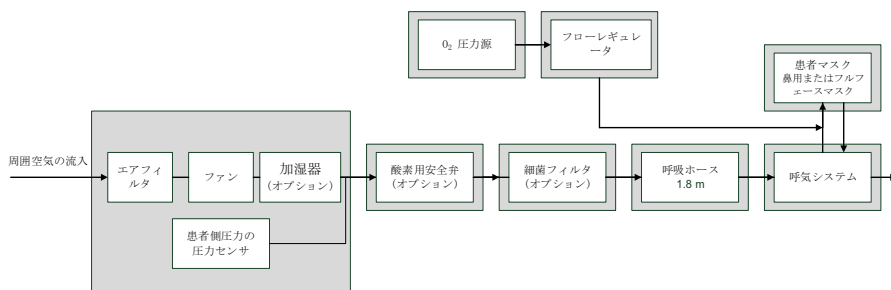 O₂ 圧力源
フローレギュレ
ータ
患者マスク
鼻用またはフルフ
ェースマスク
周囲空気の流入
エアフィ
ルタ
ファン
加湿器
（オプション）
酸素用安全弁
（オプション）
細菌フィルタ
（オプション）
呼吸ホース
1.8 m
呼気システム
患者側圧力の
圧力センサ